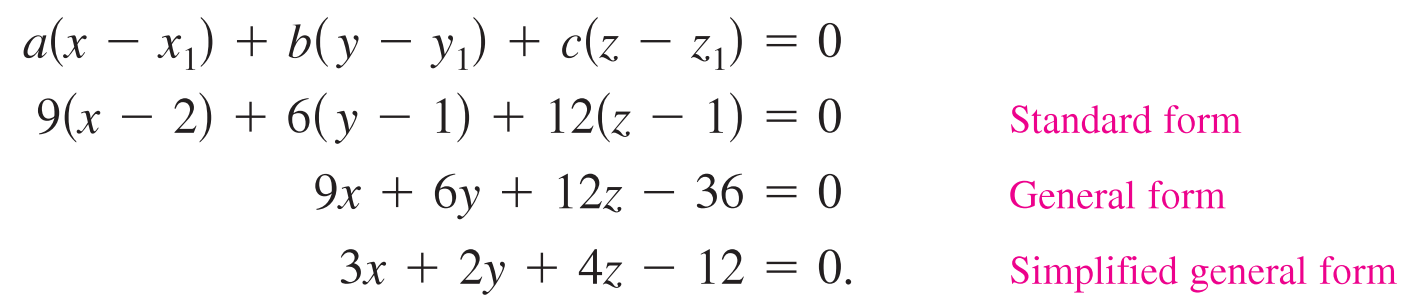 a(x − x₁) + b(y − y₁) + c(z − z₁) = 0
9(x − 2) + 6(y − 1) + 12(z − 1) = 0 Standard form
9x + 6y + 12z − 36 = 0 General form
3x + 2y + 4z − 12 = 0. Simplified general form